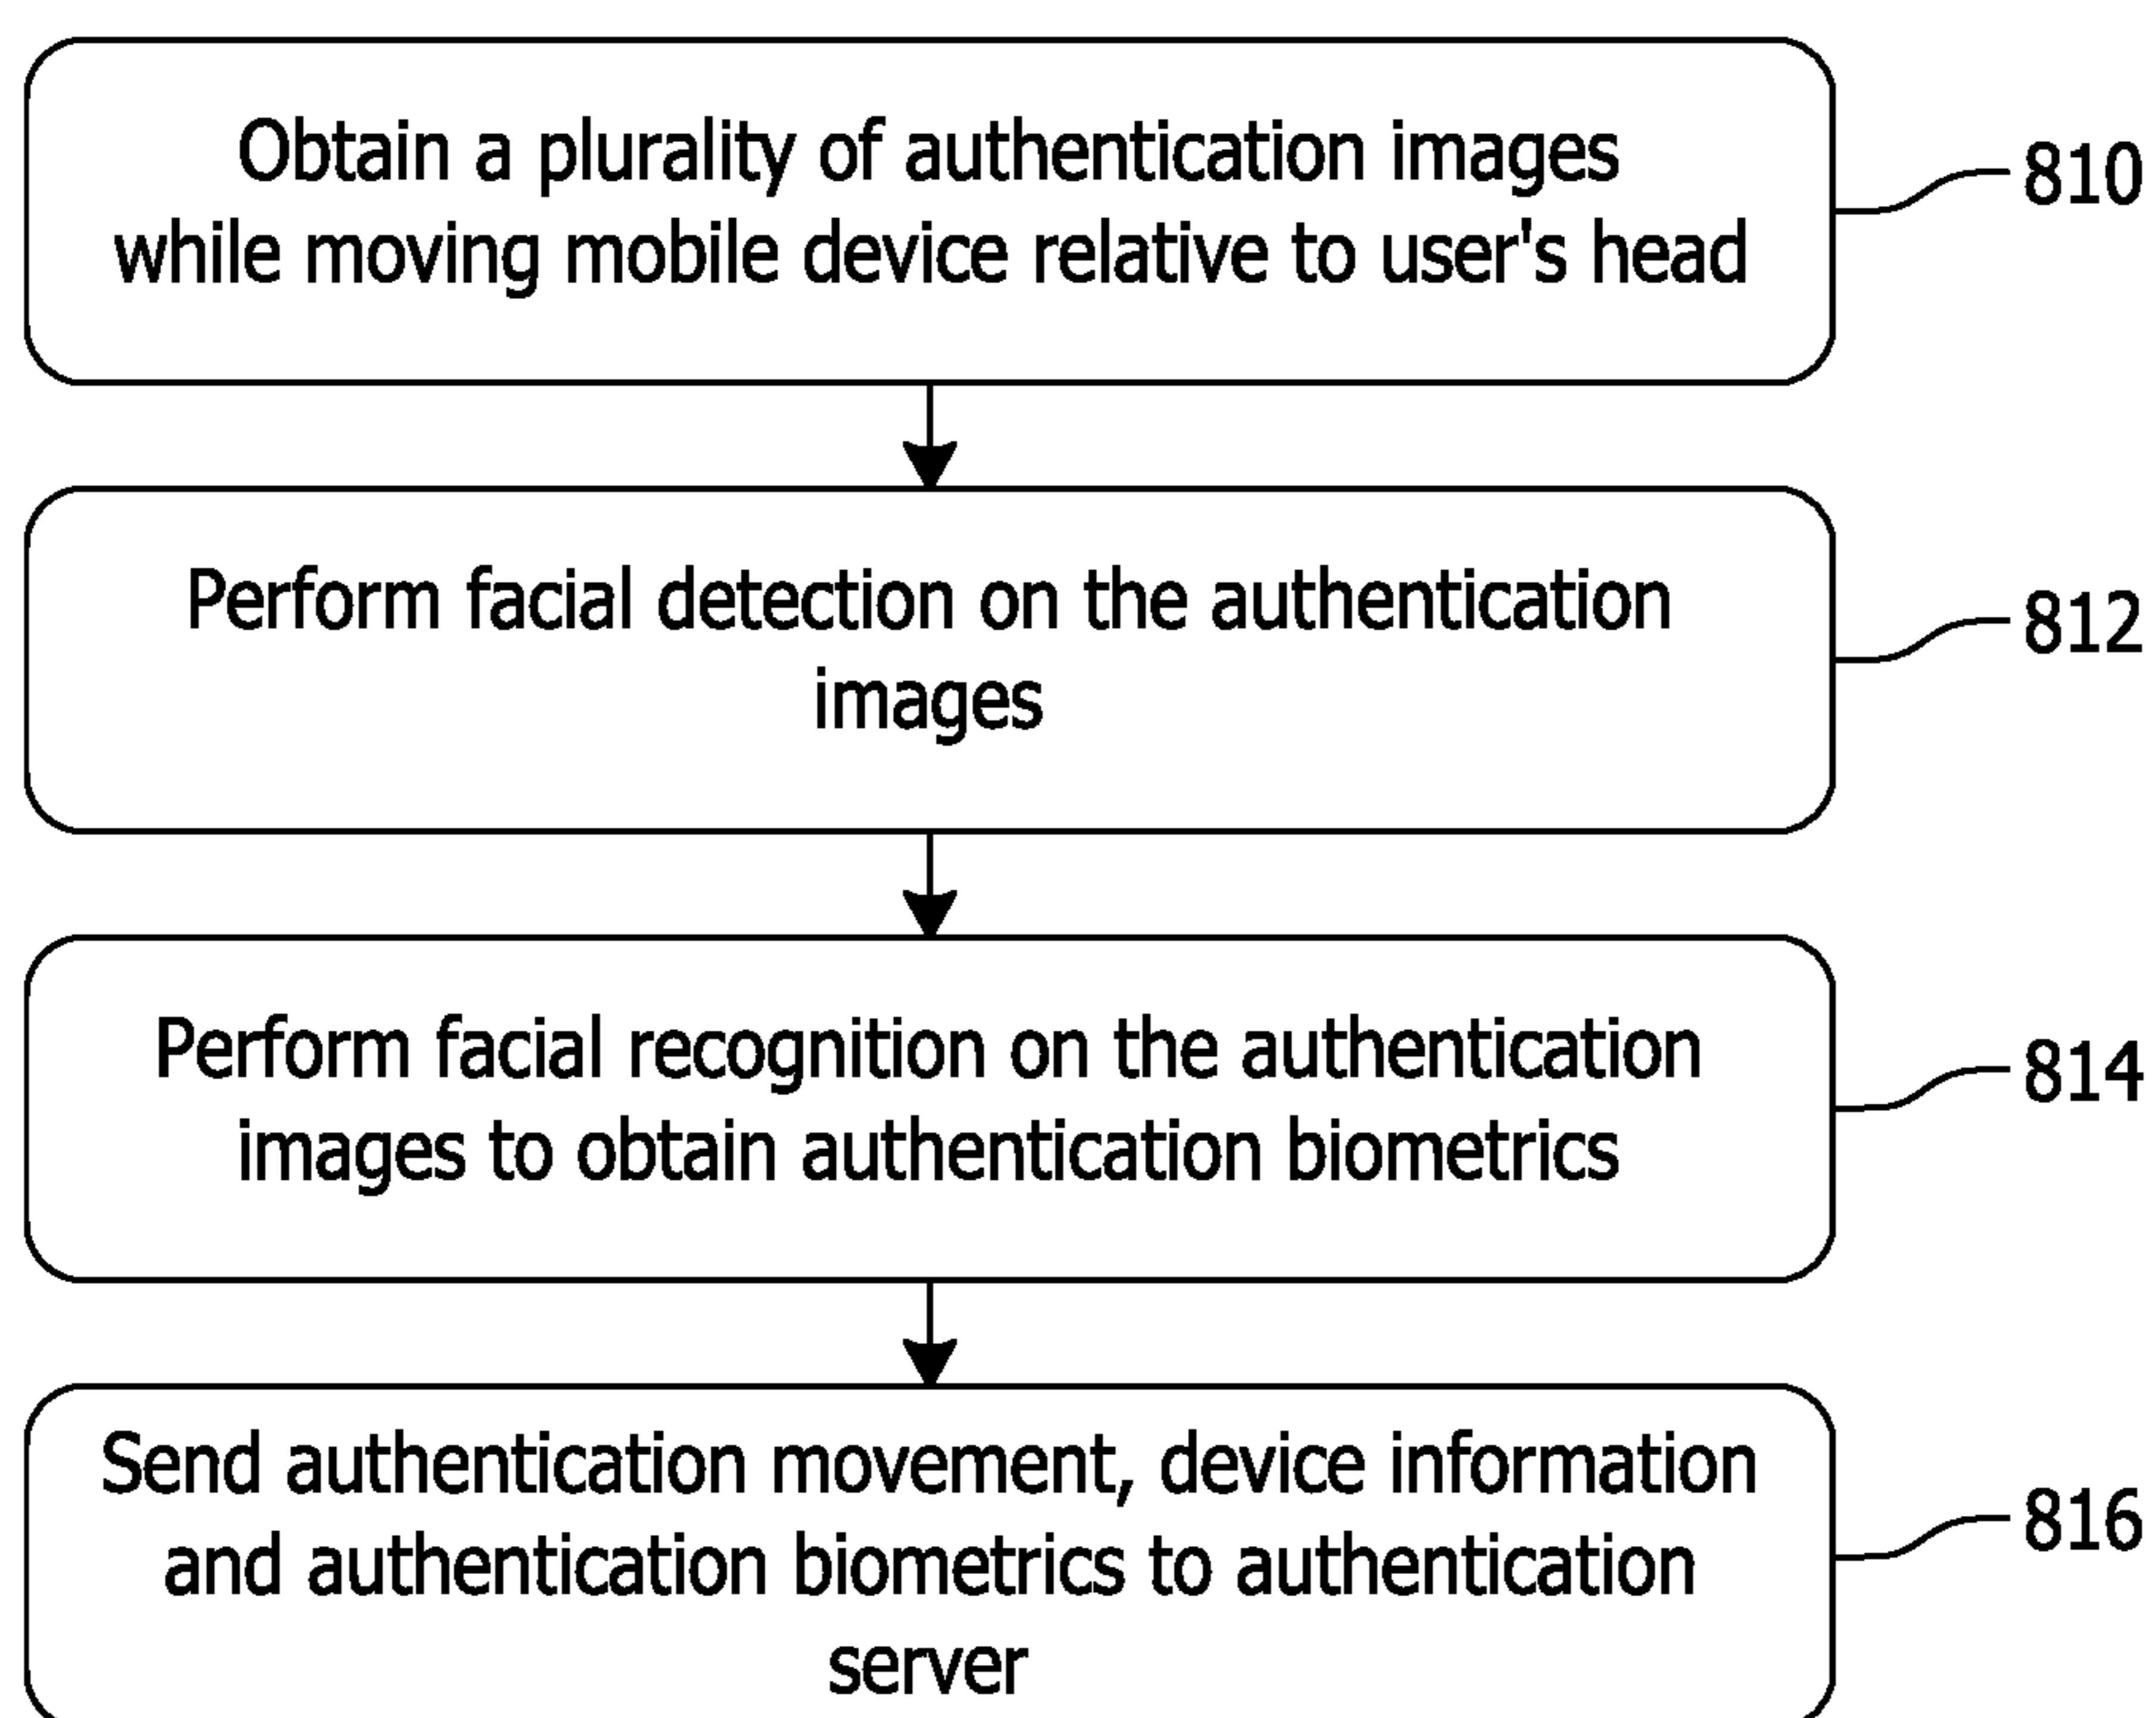 Obtain a plurality of authentication images
while moving mobile device relative to user's head
810
Perform facial detection on the authentication
images
812
Perform facial recognition on the authentication
images to obtain authentication biometrics
814
Send authentication movement, device information
and authentication biometrics to authentication
server
816